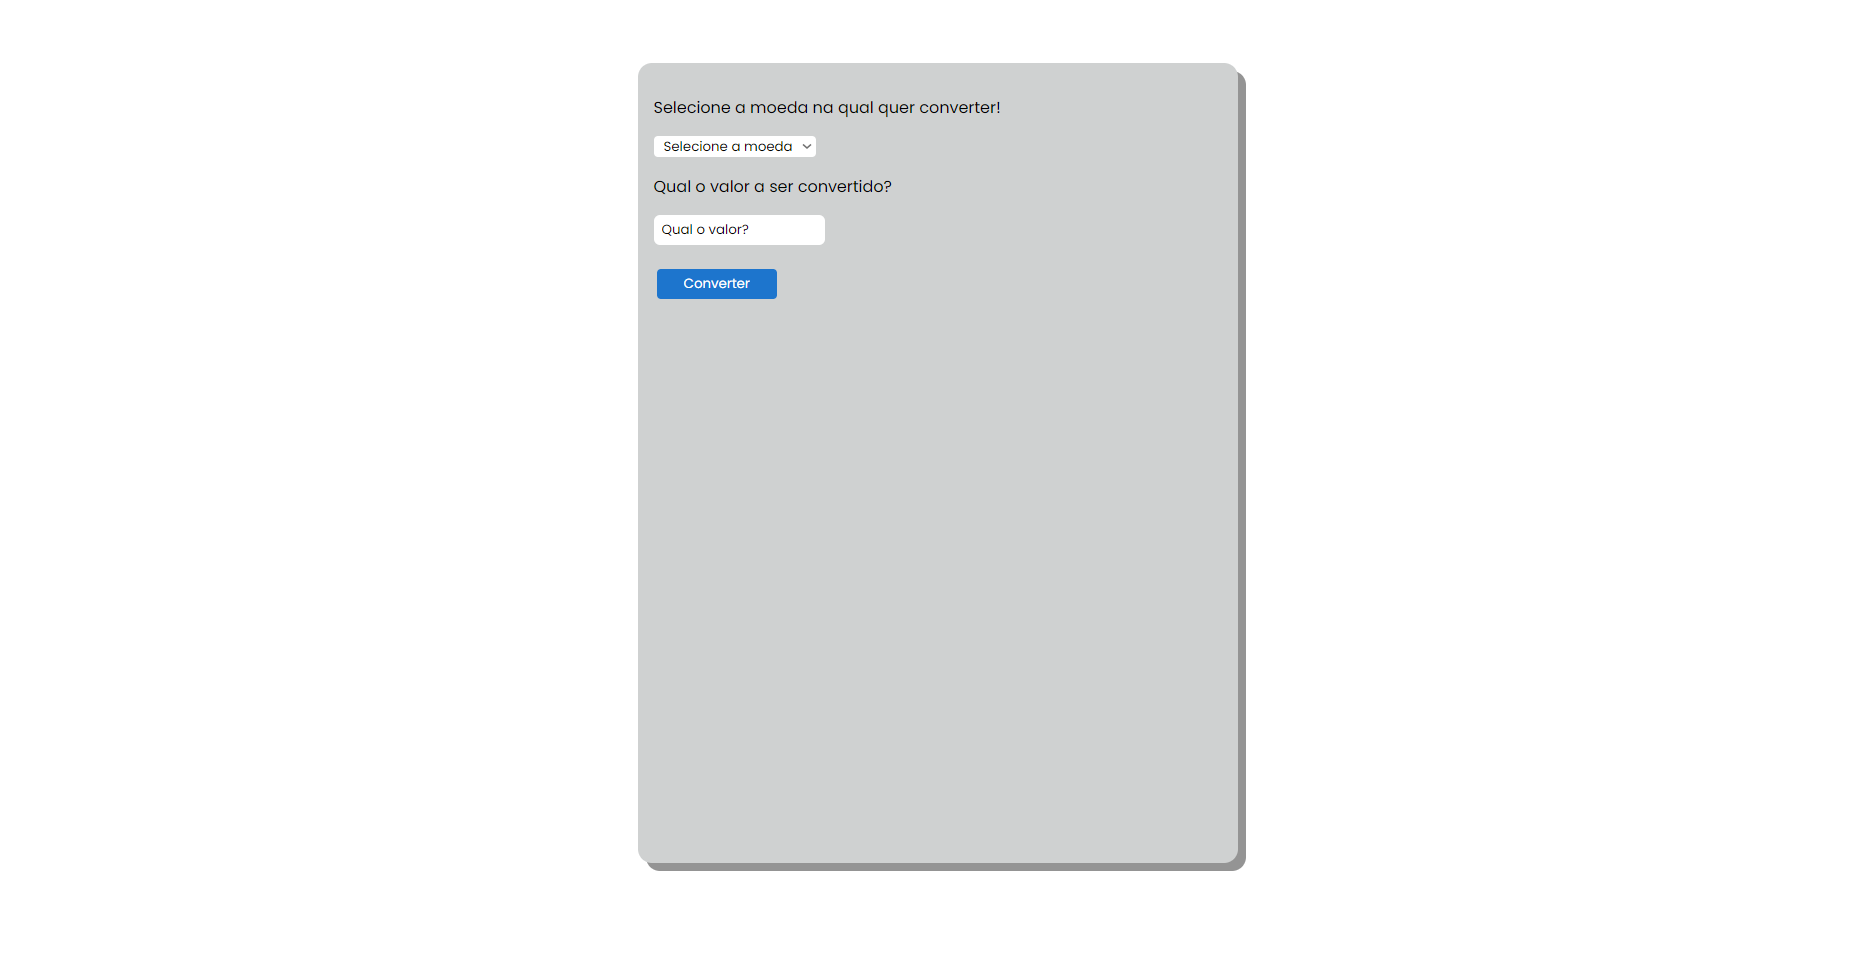 Selecione a moeda na qual quer converter!
Selecione a moeda
Qual o valor a ser convertido?
Qual o valor?
Converter